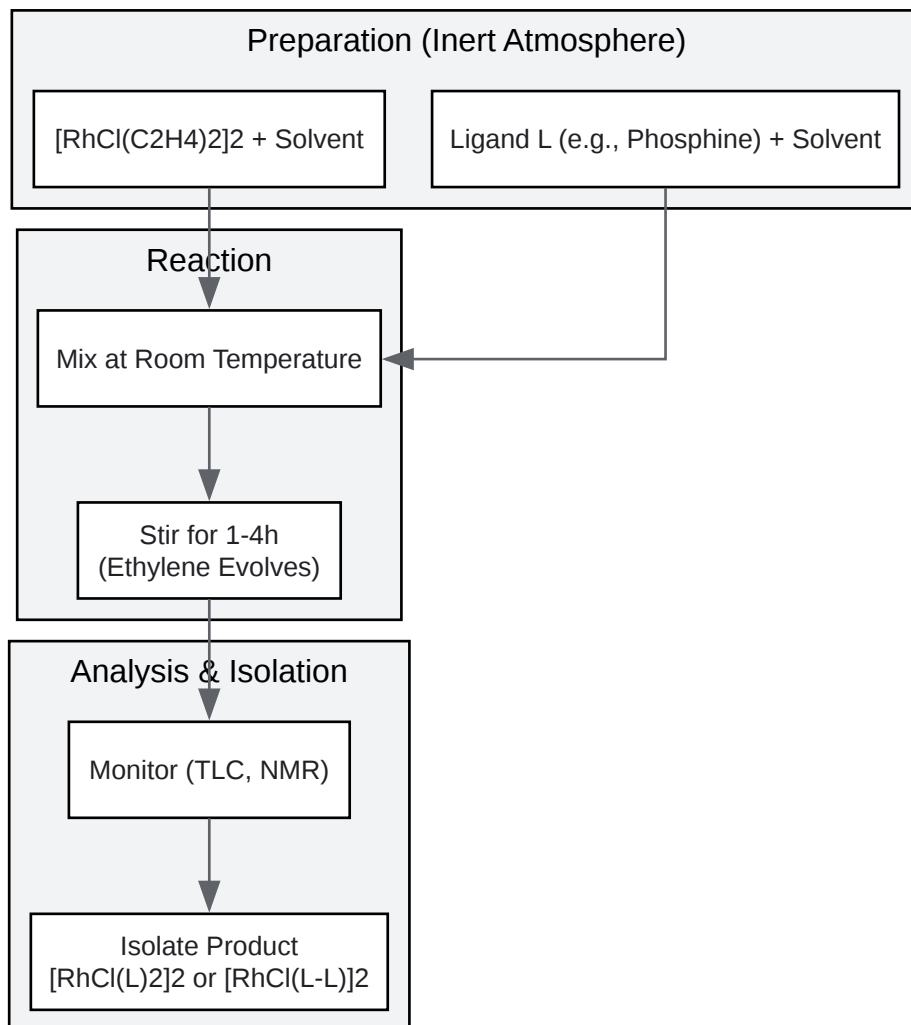 Preparation (Inert Atmosphere)
[RhCl(C2H4)2]2 + Solvent
Ligand L (e.g., Phosphine) + Solvent
Reaction
Mix at Room Temperature
Stir for 1-4h
(Ethylene Evolves)
Analysis & Isolation
Monitor (TLC, NMR)
Isolate Product
[RhCl(L)2]2 or [RhCl(L-L)]2